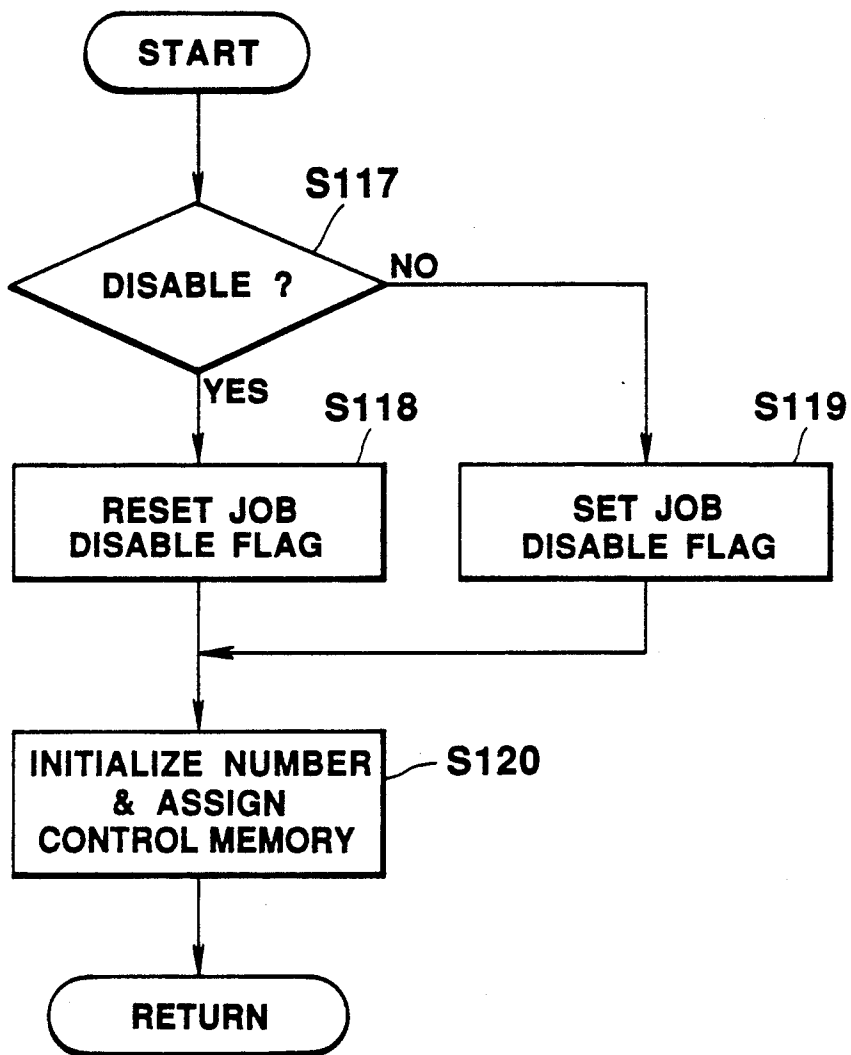 START
S117
DISABLE ?
NO
YES
S118
S119
RESET JOB
DISABLE FLAG
SET JOB
DISABLE FLAG
INITIALIZE NUMBER
& ASSIGN
CONTROL MEMORY
S120
RETURN